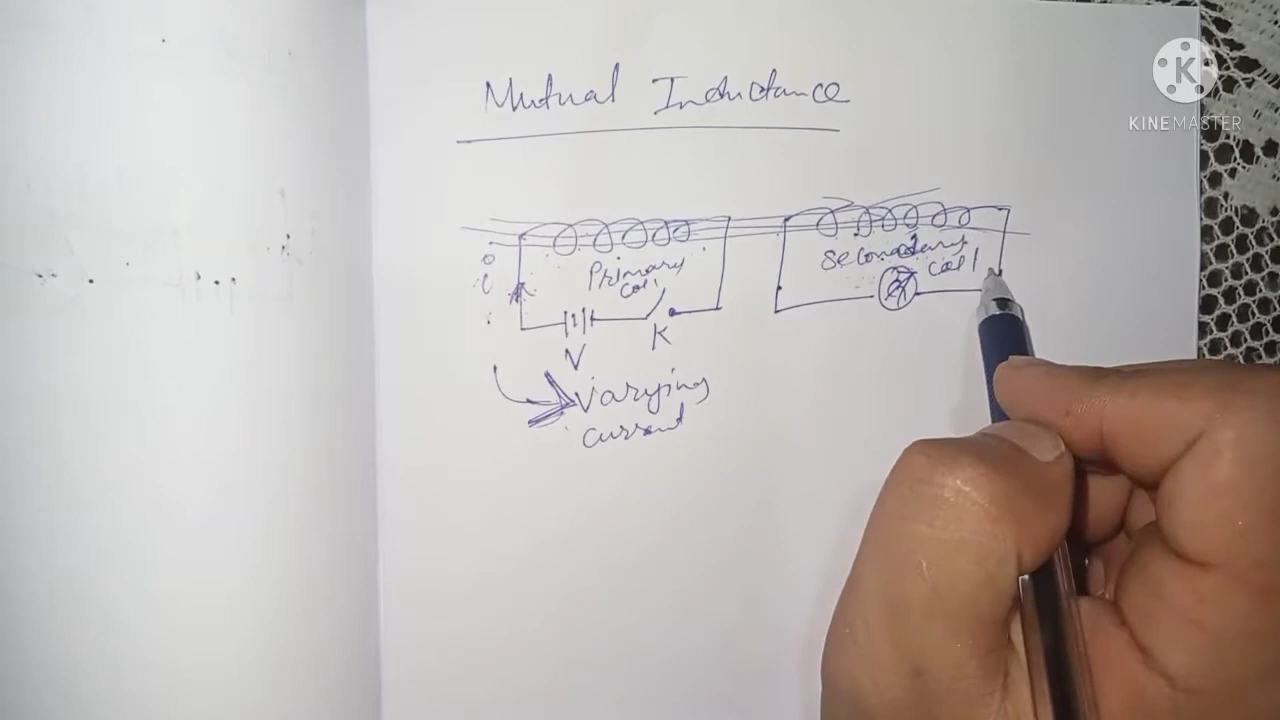 Mutual Inductance
Primary
coil
Secondary
coil
K
V
Varying
current
K
KINEMASTER